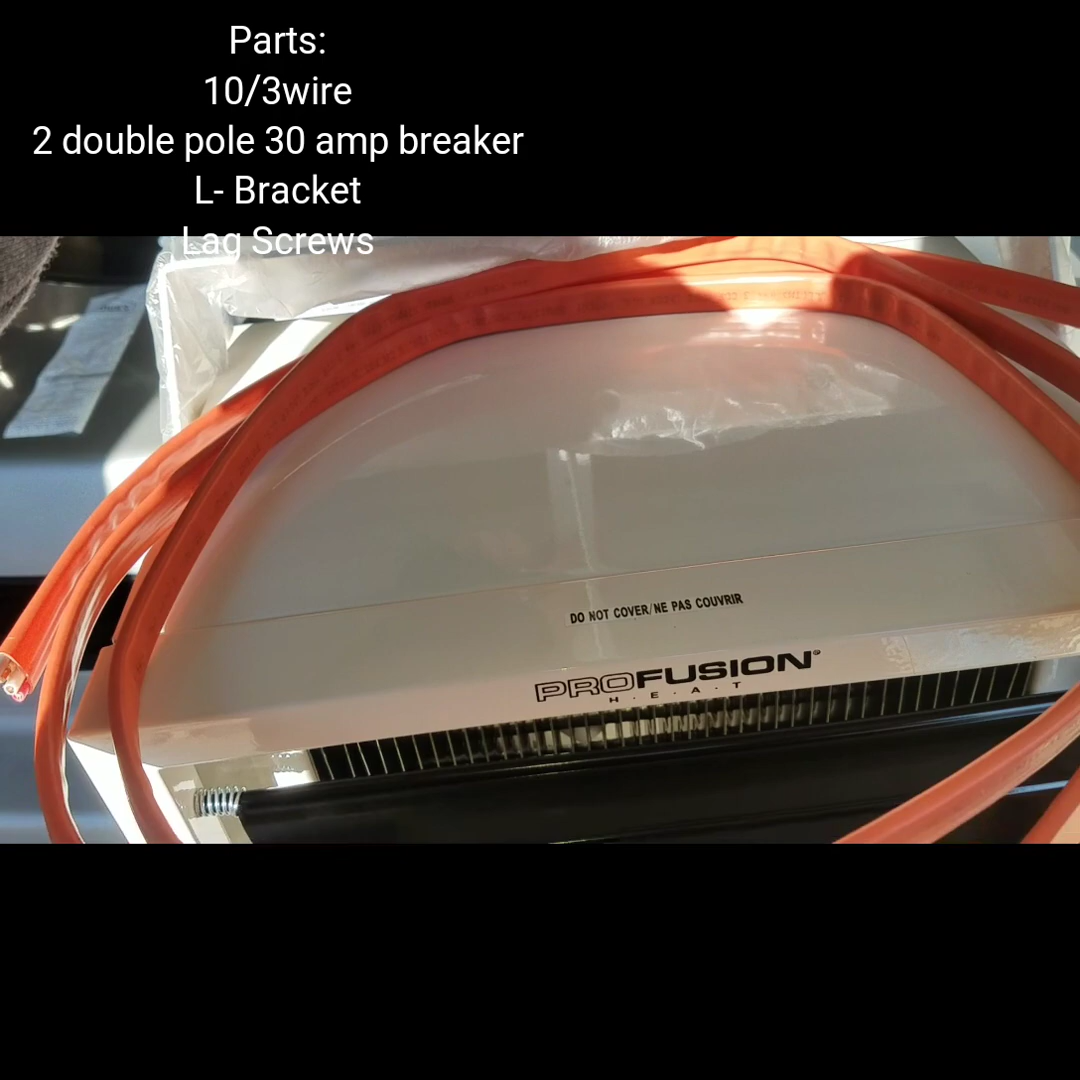 Parts:
10/3wire
2 double pole 30 amp breaker
L- Bracket
Lag Screws
DO NOT COVER/NE PAS COUVRIR
PROFUSION®
H·E·A·T